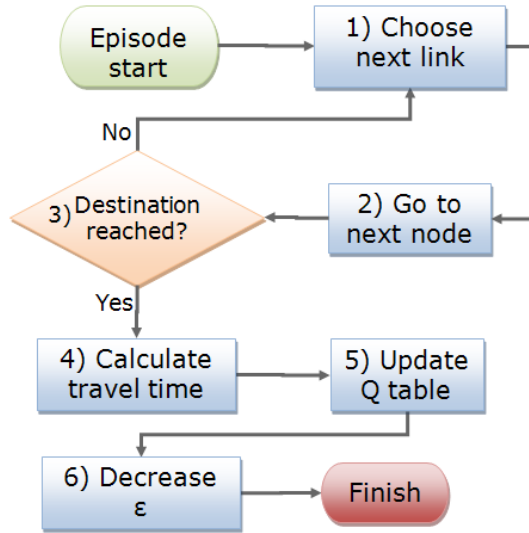 Episode
start
1) Choose
next link
No
3) Destination
reached?
2) Go to
next node
Yes
4) Calculate
travel time
5) Update
Q table
6) Decrease
ε
Finish